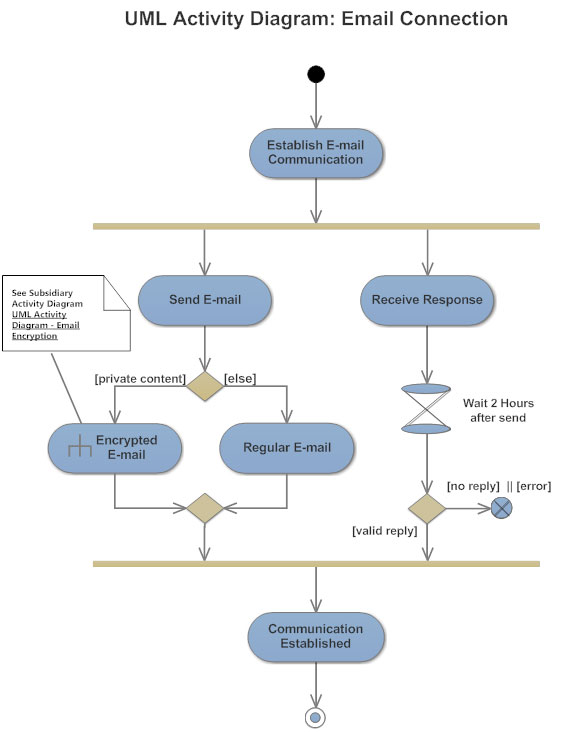 UML Activity Diagram: Email Connection
Establish E-mail
Communication
Send E-mail
Receive Response
See Subsidiary
Activity Diagram
UML Activity
Diagram - Email
Encryption
[private content]
[else]
Wait 2 Hours
after send
Encrypted
E-mail
Regular E-mail
[no reply] || [error]
[valid reply]
Communication
Established